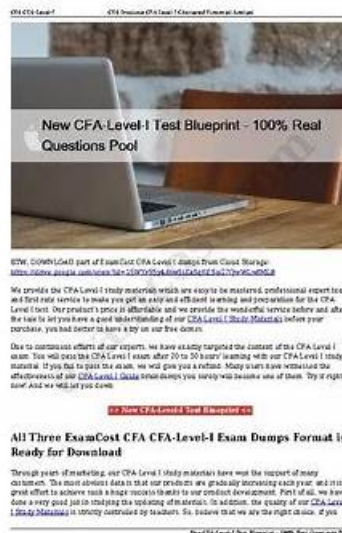 CFA CFA-Level-I
New CFA-Level-I Test Blueprint - 100% Real
Questions Pool
BTW, DOWNLOAD part of ExamCost CFA-Level-I dumps from Cloud Storage:
We provide the CFA-Level-I study materials which are easy to be mastered, professional expert team
and first-rate service to make you get an easy and efficient learning and preparation for the CFA-
Level-I test. Our product's price is affordable and we provide the wonderful service before and after
the sale to let you have a good understanding of our CFA-Level-I Study Materials before your
purchase, you had better to have a try on our free demos.
Due to continuous efforts of our experts, we have exactly targeted the content of the CFA-Level-I
exam. You will pass the CFA-Level-I exam after 20 to 30 hours' learning with our CFA-Level-I study
material. If you fail to pass the exam, we will give you a refund. Many users have witnessed the
effectiveness of our CFA-Level-I Guide braindumps you surely will become one of them. Try it right
now! And we will let you down.
>> New CFA-Level-I Test Blueprint <<
All Three ExamCost CFA CFA-Level-I Exam Dumps Format is
Ready for Download
Through years of marketing, our CFA-Level-I study materials have won the support of many
customers. The most obvious data is that our products are gradually increasing each year, and it is a
great effort to achieve such a huge success thanks to our product development. First of all, we have
done a very good job in studying the updating of materials. In addition, the quality of our CFA-Level-
I Study Materials is strictly controlled by teachers. So, believe that we are the right choice, if you